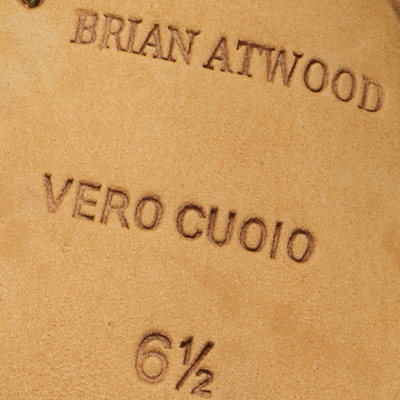 BRIAN ATWOOD
VERO CUOIO
6½